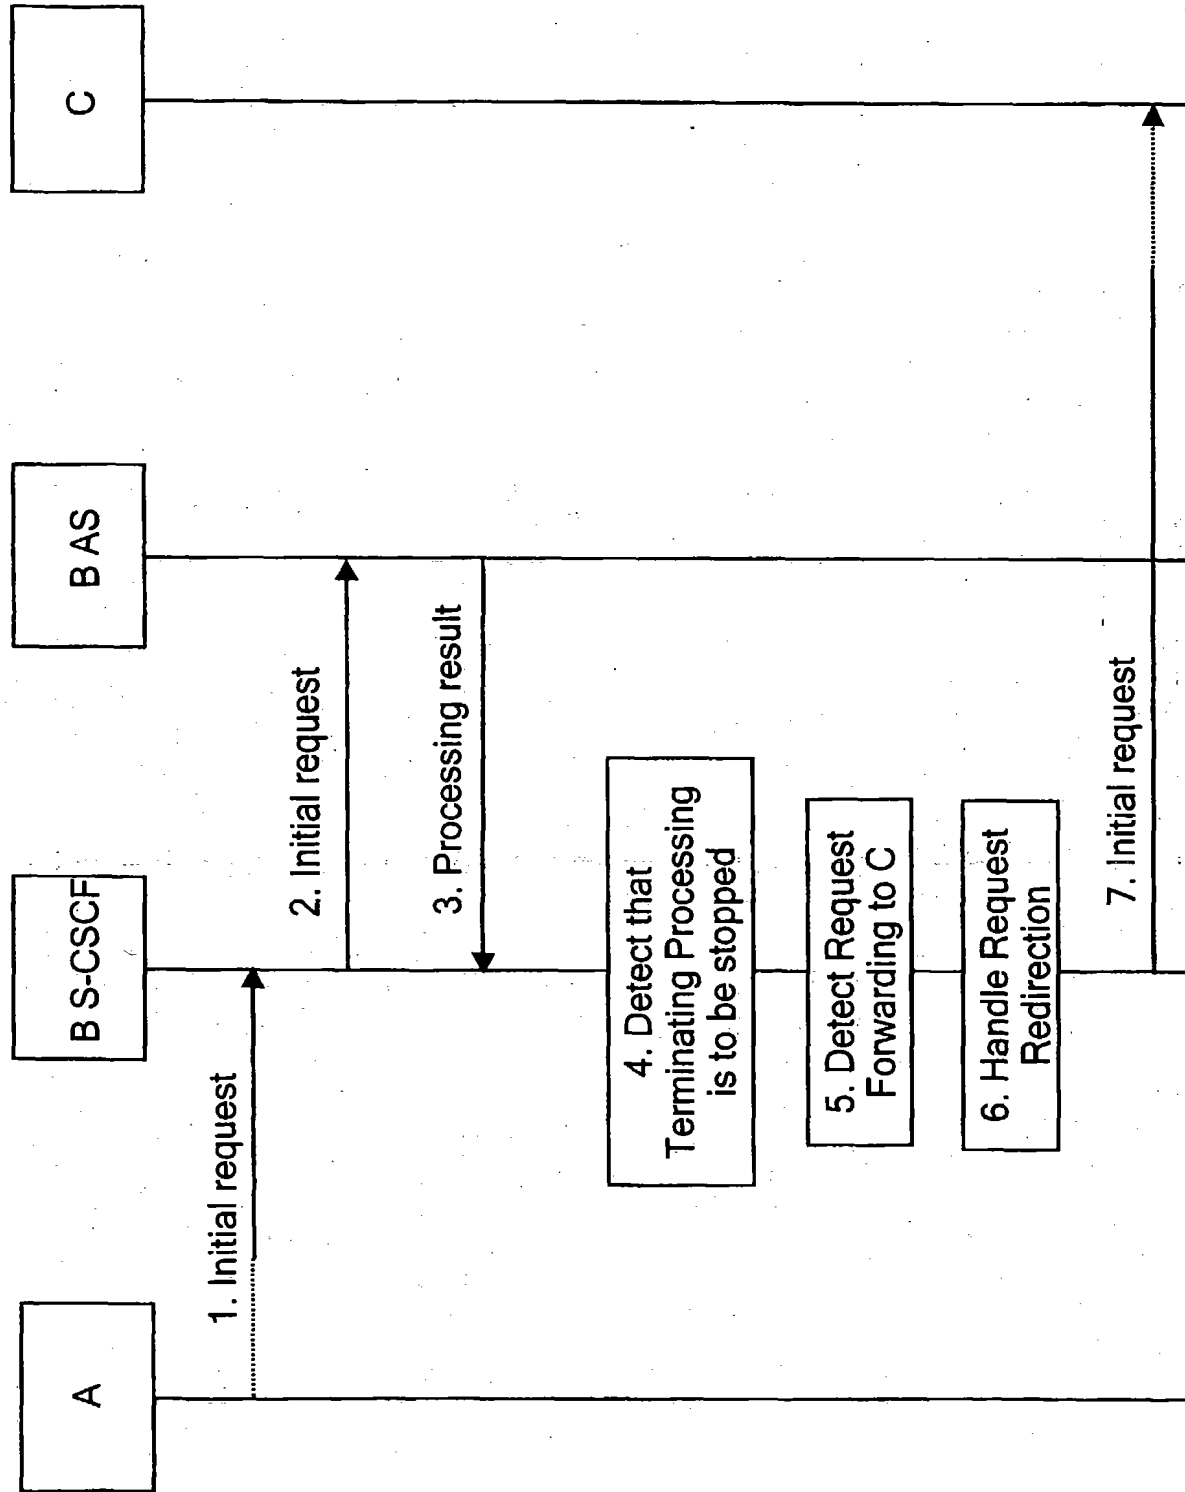 A
B S-CSCF
B AS
C
1. Initial request
2. Initial request
3. Processing result
4. Detect that
Terminating Processing
is to be stopped
5. Detect Request
Forwarding to C
6. Handle Request
Redirection
7. Initial request